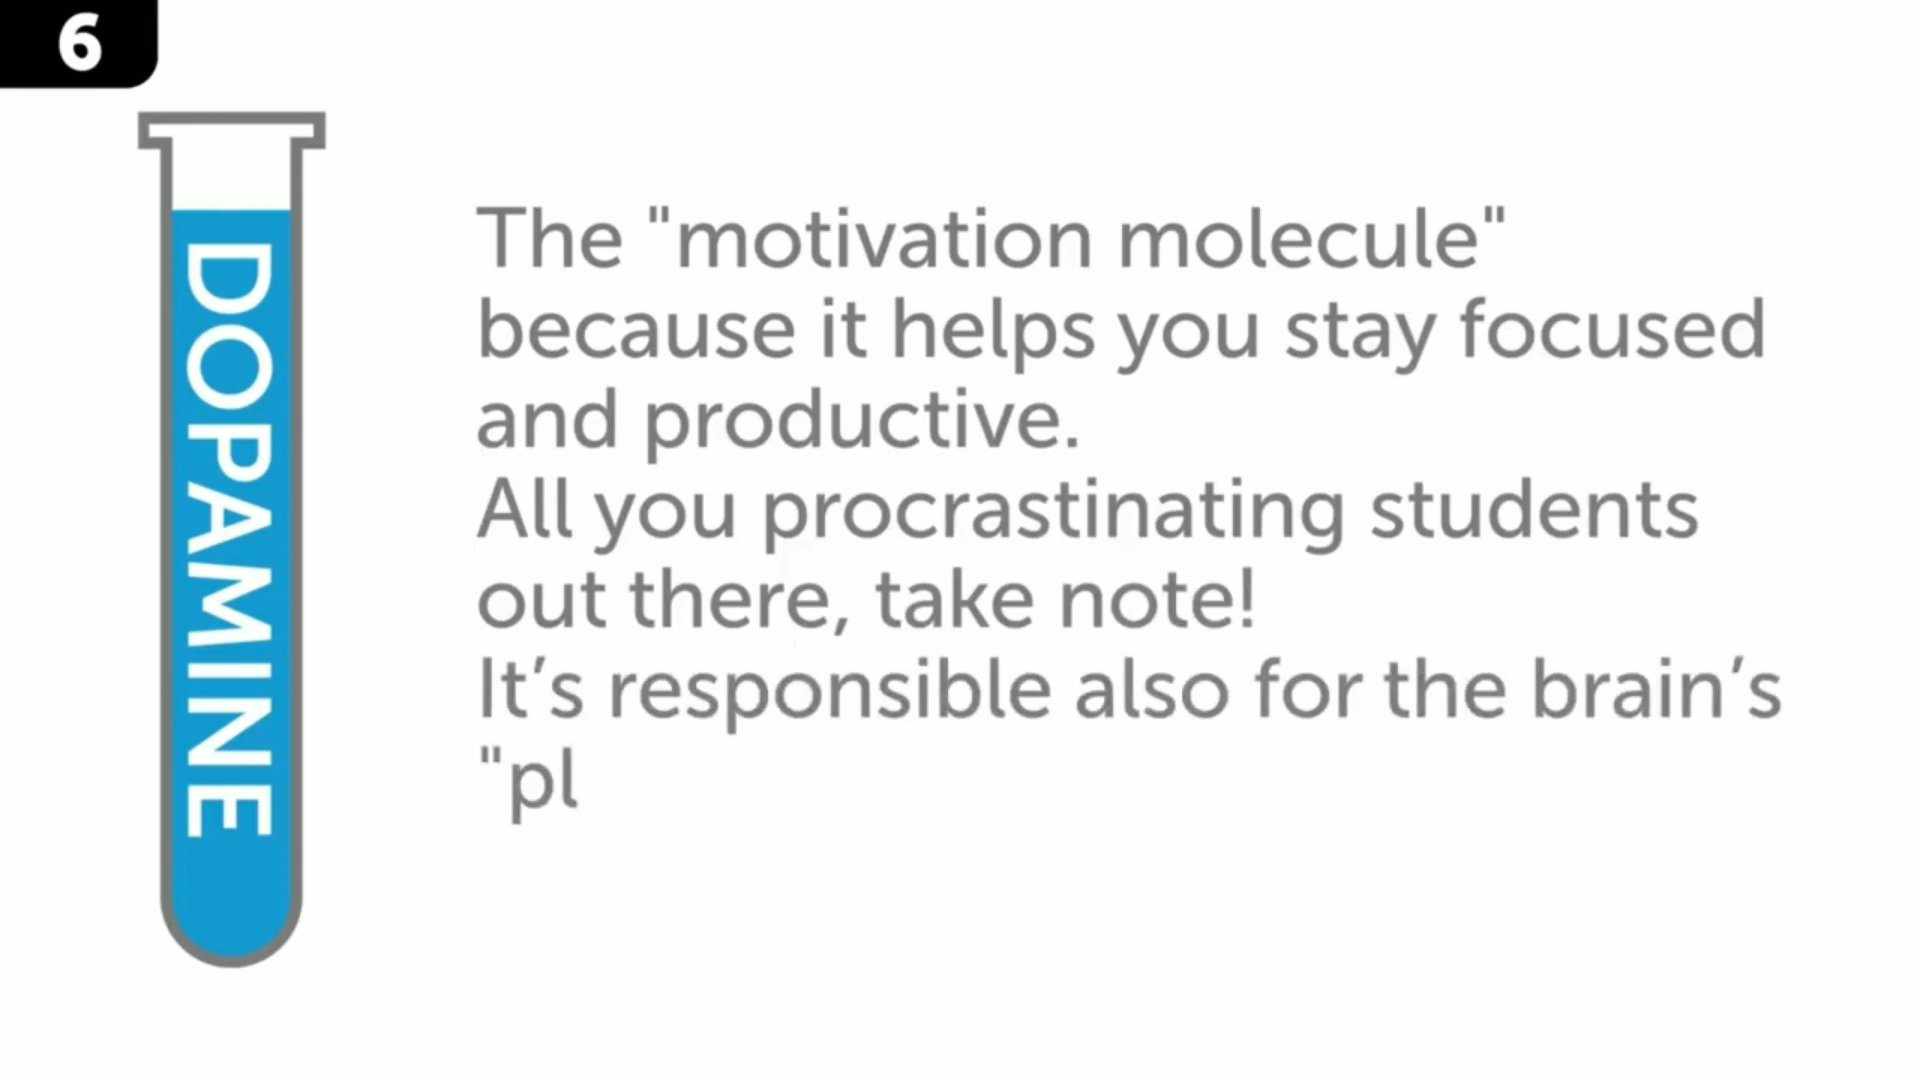 6
DOPAMINE
The "motivation molecule"
because it helps you stay focused
and productive.
All you procrastinating students
out there, take note!
It’s responsible also for the brain’s
"pl